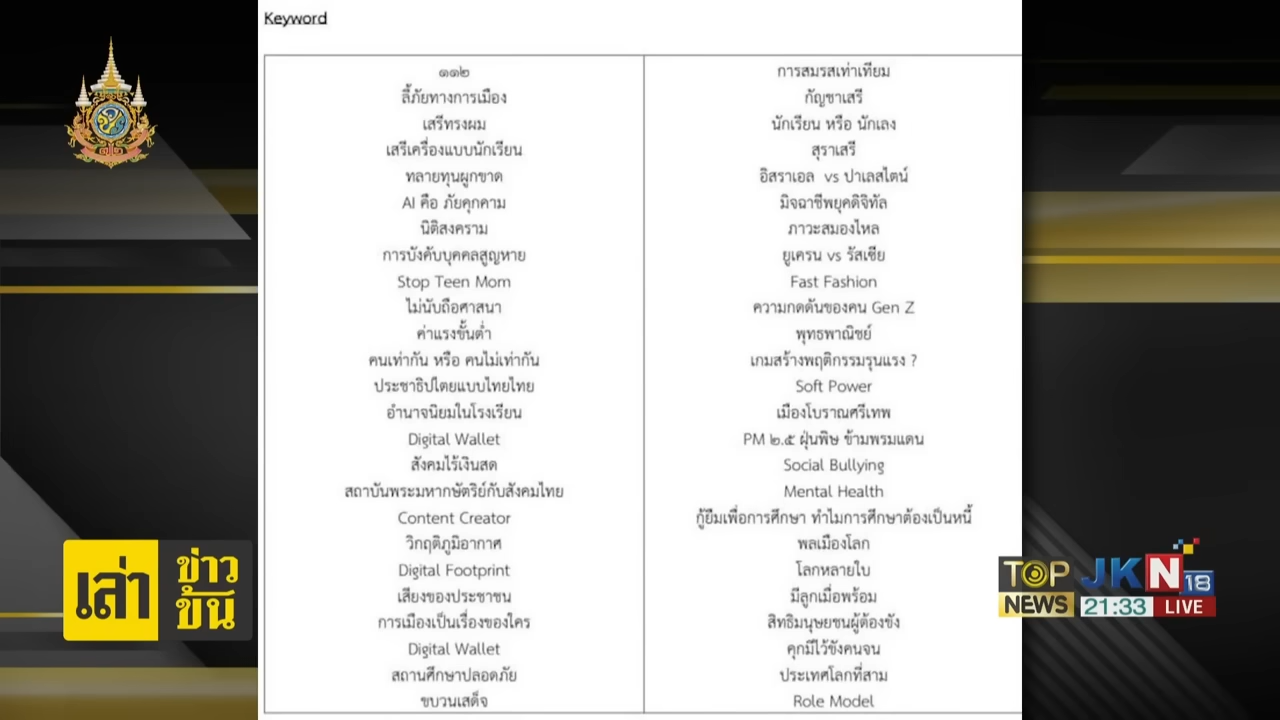 Keyword
๑๑๒
ลี้ภัยทางการเมือง
เสรีทรงผม
เสรีเครื่องแบบนักเรียน
ทลายทุนผูกขาด
AI คือ ภัยคุกคาม
นิติสงคราม
การบังคับบุคคลสูญหาย
Stop Teen Mom
ไม่นับถือศาสนา
ค่าแรงขั้นต่ำ
คนเท่ากัน หรือ คนไม่เท่ากัน
ประชาธิปไตยแบบไทยไทย
อำนาจนิยมในโรงเรียน
Digital Wallet
สังคมไร้เงินสด
สถาบันพระมหากษัตริย์กับสังคมไทย
Content Creator
วิกฤติภูมิอากาศ
Digital Footprint
เสียงของประชาชน
การเมืองเป็นเรื่องของใคร
Digital Wallet
สถานศึกษาปลอดภัย
ขบวนเสด็จ
การสมรสเท่าเทียม
กัญชาเสรี
นักเรียน หรือ นักเลง
สุราเสรี
อิสราเอล vs ปาเลสไตน์
มิจฉาชีพยุคดิจิทัล
ภาวะสมองไหล
ยูเครน vs รัสเซีย
Fast Fashion
ความกดดันของคน Gen Z
พุทธพาณิชย์
เกมสร้างพฤติกรรมรุนแรง ?
Soft Power
เมืองโบราณศรีเทพ
PM ๒.๕ ฝุ่นพิษ ข้ามพรมแดน
Social Bullying
Mental Health
กู้ยืมเพื่อการศึกษา ทำไมการศึกษาต้องเป็นหนี้
พลเมืองโลก
โลกหลายใบ
มีลูกเมื่อพร้อม
สิทธิมนุษยชนผู้ต้องขัง
คุกมีไว้ขังคนจน
ประเทศโลกที่สาม
Role Model
เล่า
ข่าว
ข้น
TOP
NEWS
JKN
18
21:33
LIVE